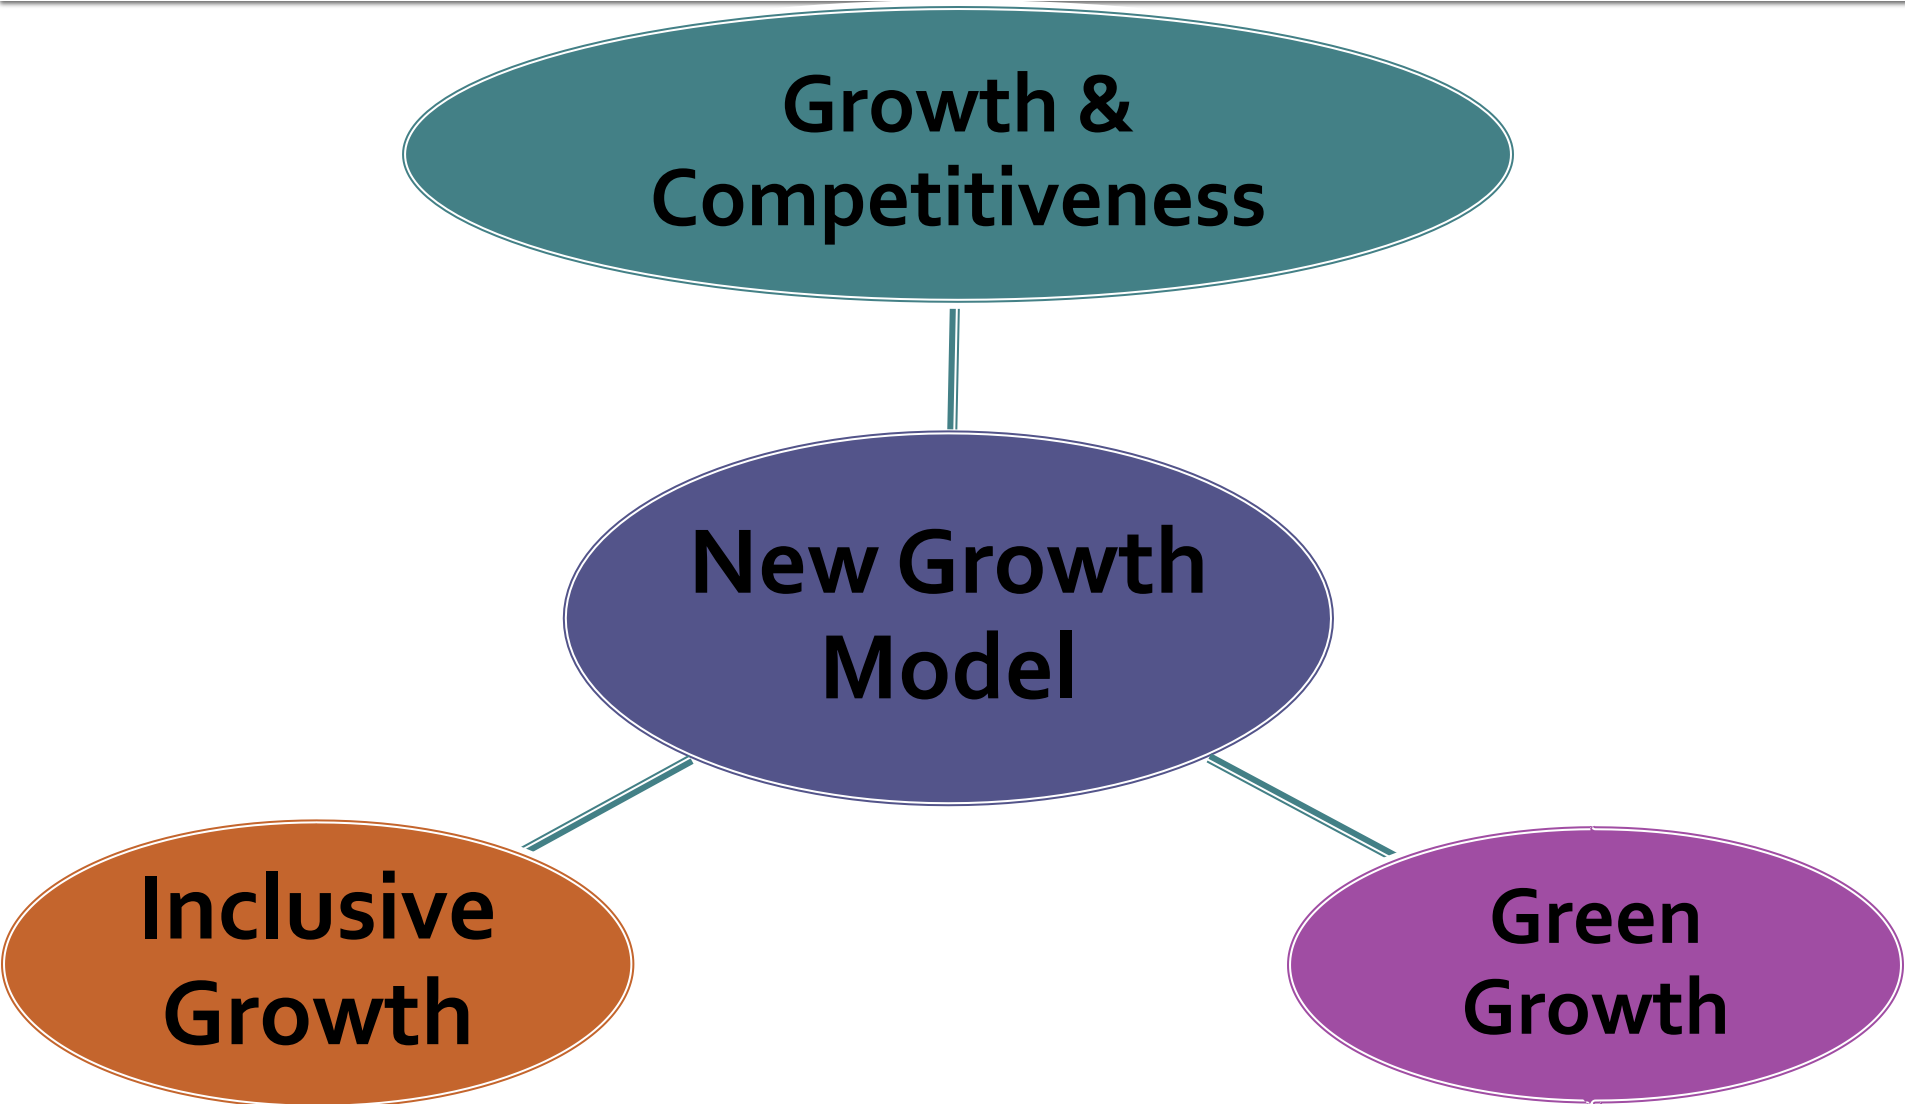 Growth &
Competitiveness
New Growth
Model
Inclusive
Growth
Green
Growth